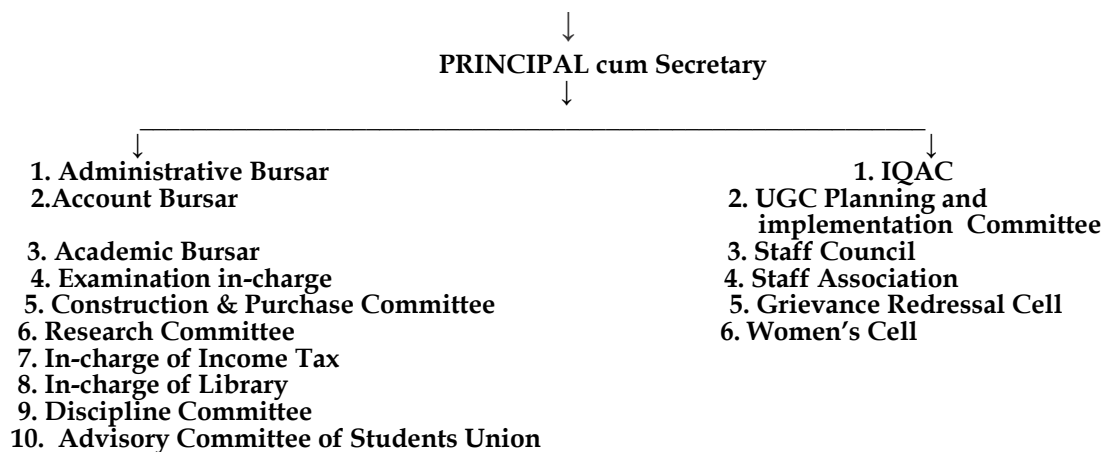 ↓
PRINCIPAL cum Secretary
↓
↓ ↓
1. Administrative Bursar
2.Account Bursar
3. Academic Bursar
4. Examination in-charge
5. Construction & Purchase Committee
6. Research Committee
7. In-charge of Income Tax
8. In-charge of Library
9. Discipline Committee
10. Advisory Committee of Students Union
1. IQAC
2. UGC Planning and
implementation Committee
3. Staff Council
4. Staff Association
5. Grievance Redressal Cell
6. Women's Cell